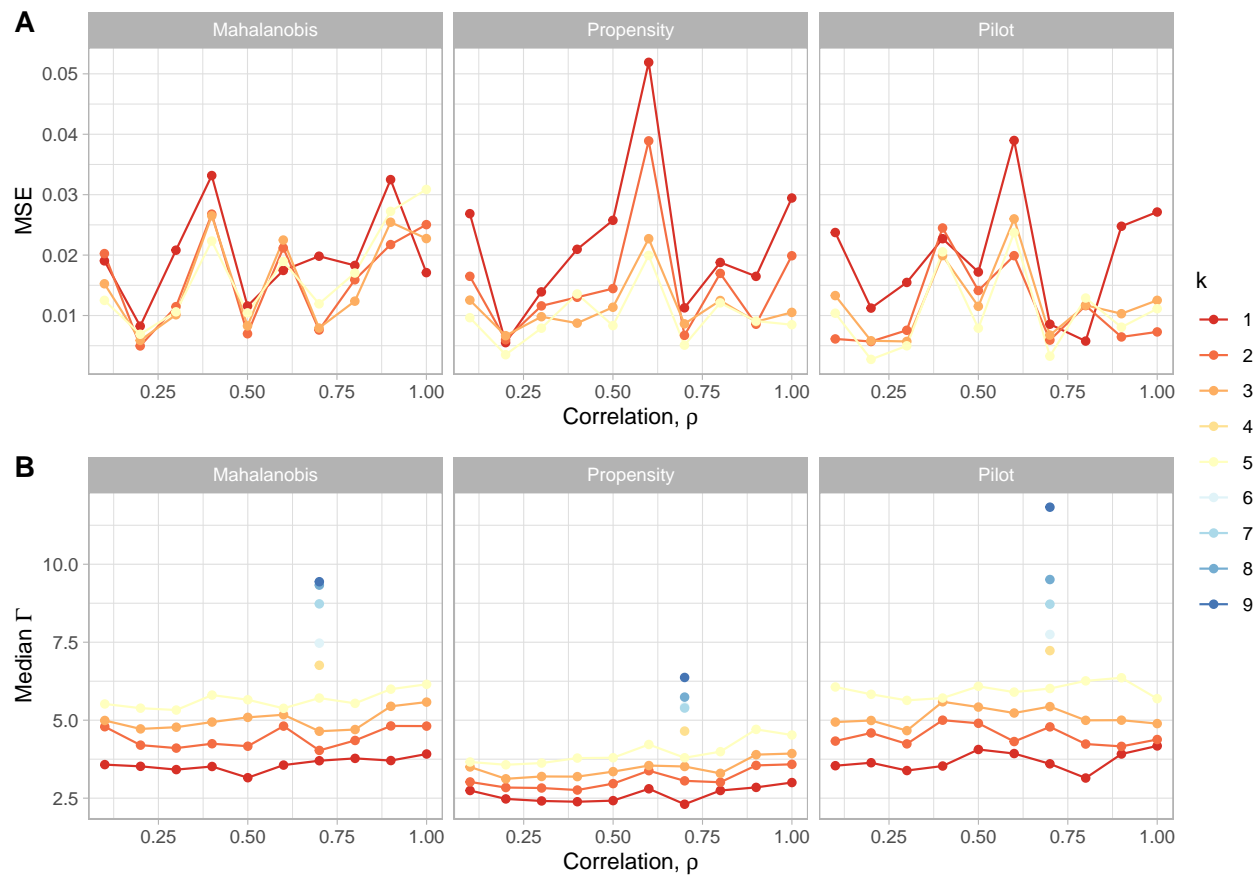 A
Mahalanobis Propensity Pilot
MSE
0.05
0.04
0.03
0.02
0.01
0.25 0.50 0.75 1.00 0.25 0.50 0.75 1.00 0.25 0.50 0.75 1.00
Correlation, ρ
B
Mahalanobis Propensity Pilot
Median Γ
10.0
7.5
5.0
2.5
0.25 0.50 0.75 1.00 0.25 0.50 0.75 1.00 0.25 0.50 0.75 1.00
Correlation, ρ
k
1
2
3
4
5
6
7
8
9